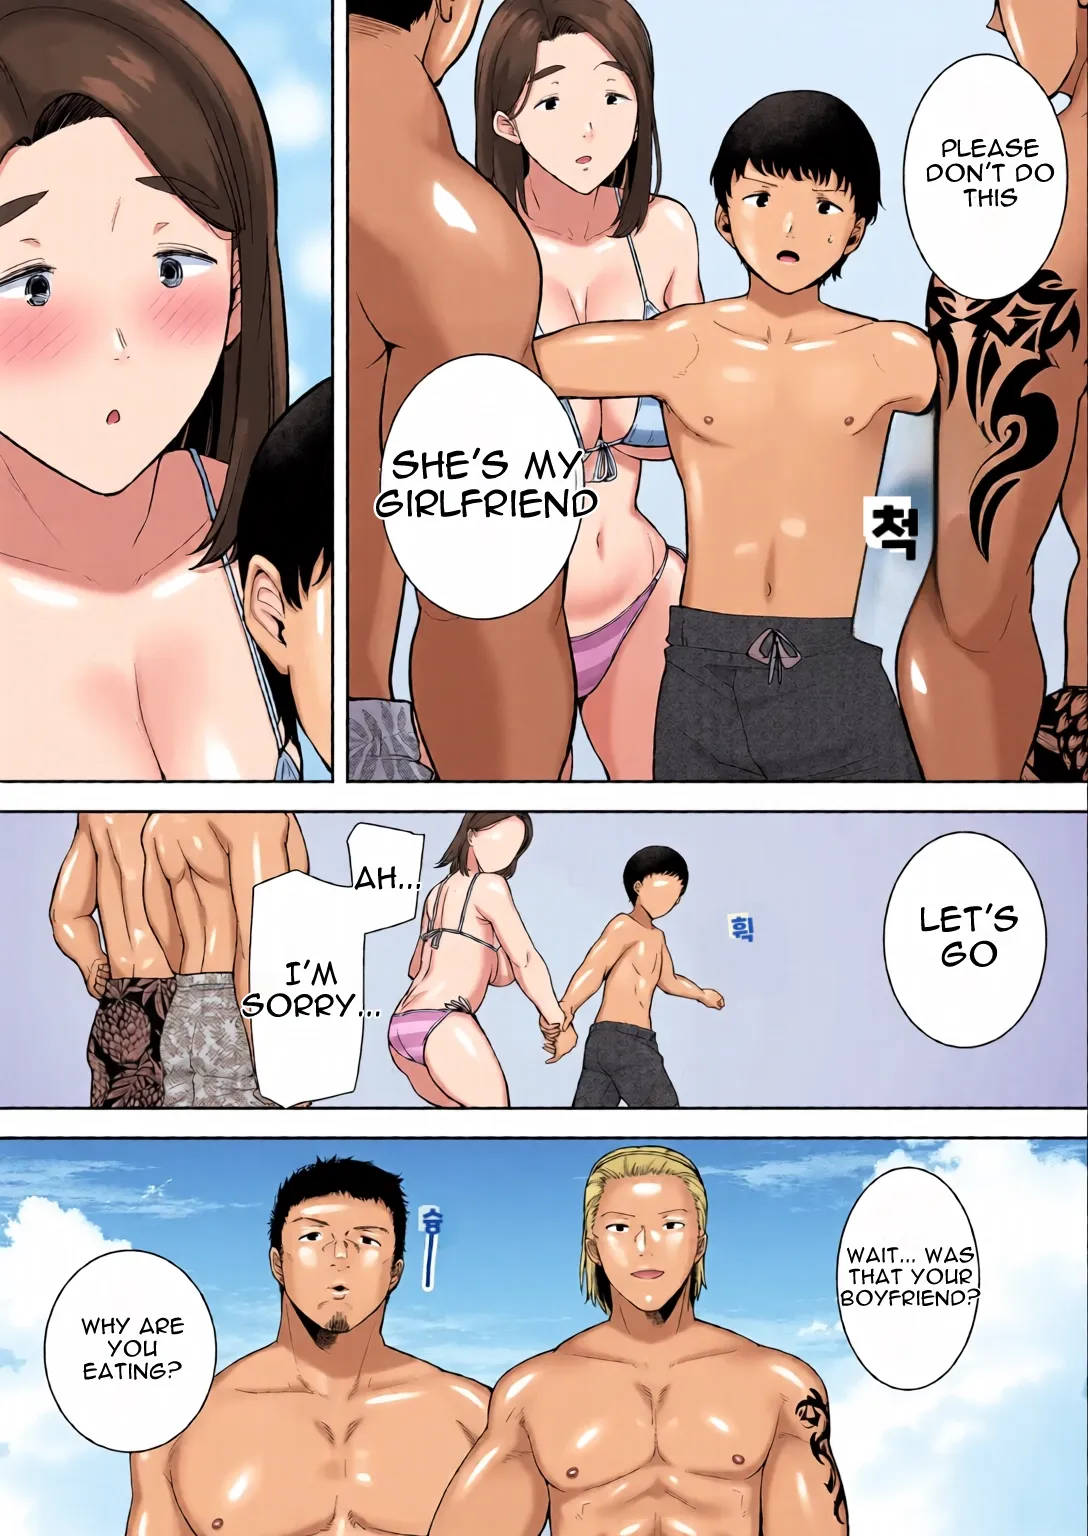 PLEASE
DON'T DO
THIS
SHE'S MY
GIRLFRIEND
척
LET'S
GO
휙
AH...
I'M
SORRY...
WAIT... WAS
THAT YOUR
BOYFRIEND?
슝
WHY ARE
YOU
EATING?